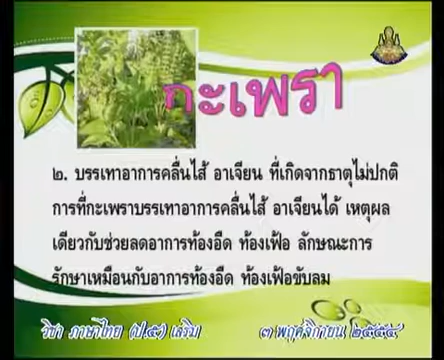 กะเพรา
๒. บรรเทาอาการคลื่นไส้ อาเจียน ที่เกิดจากธาตุไม่ปกติ
การที่กะเพราบรรเทาอาการคลื่นไส้ อาเจียนได้ เหตุผล
เดียวกับช่วยลดอาการท้องอืด ท้องเฟ้อ ลักษณะการ
รักษาเหมือนกับอาการท้องอืด ท้องเฟ้อขับลม
วิชา ภาษาไทย (ป.๕) เสริม ๓ พฤศจิกายน ๒๕๕๔